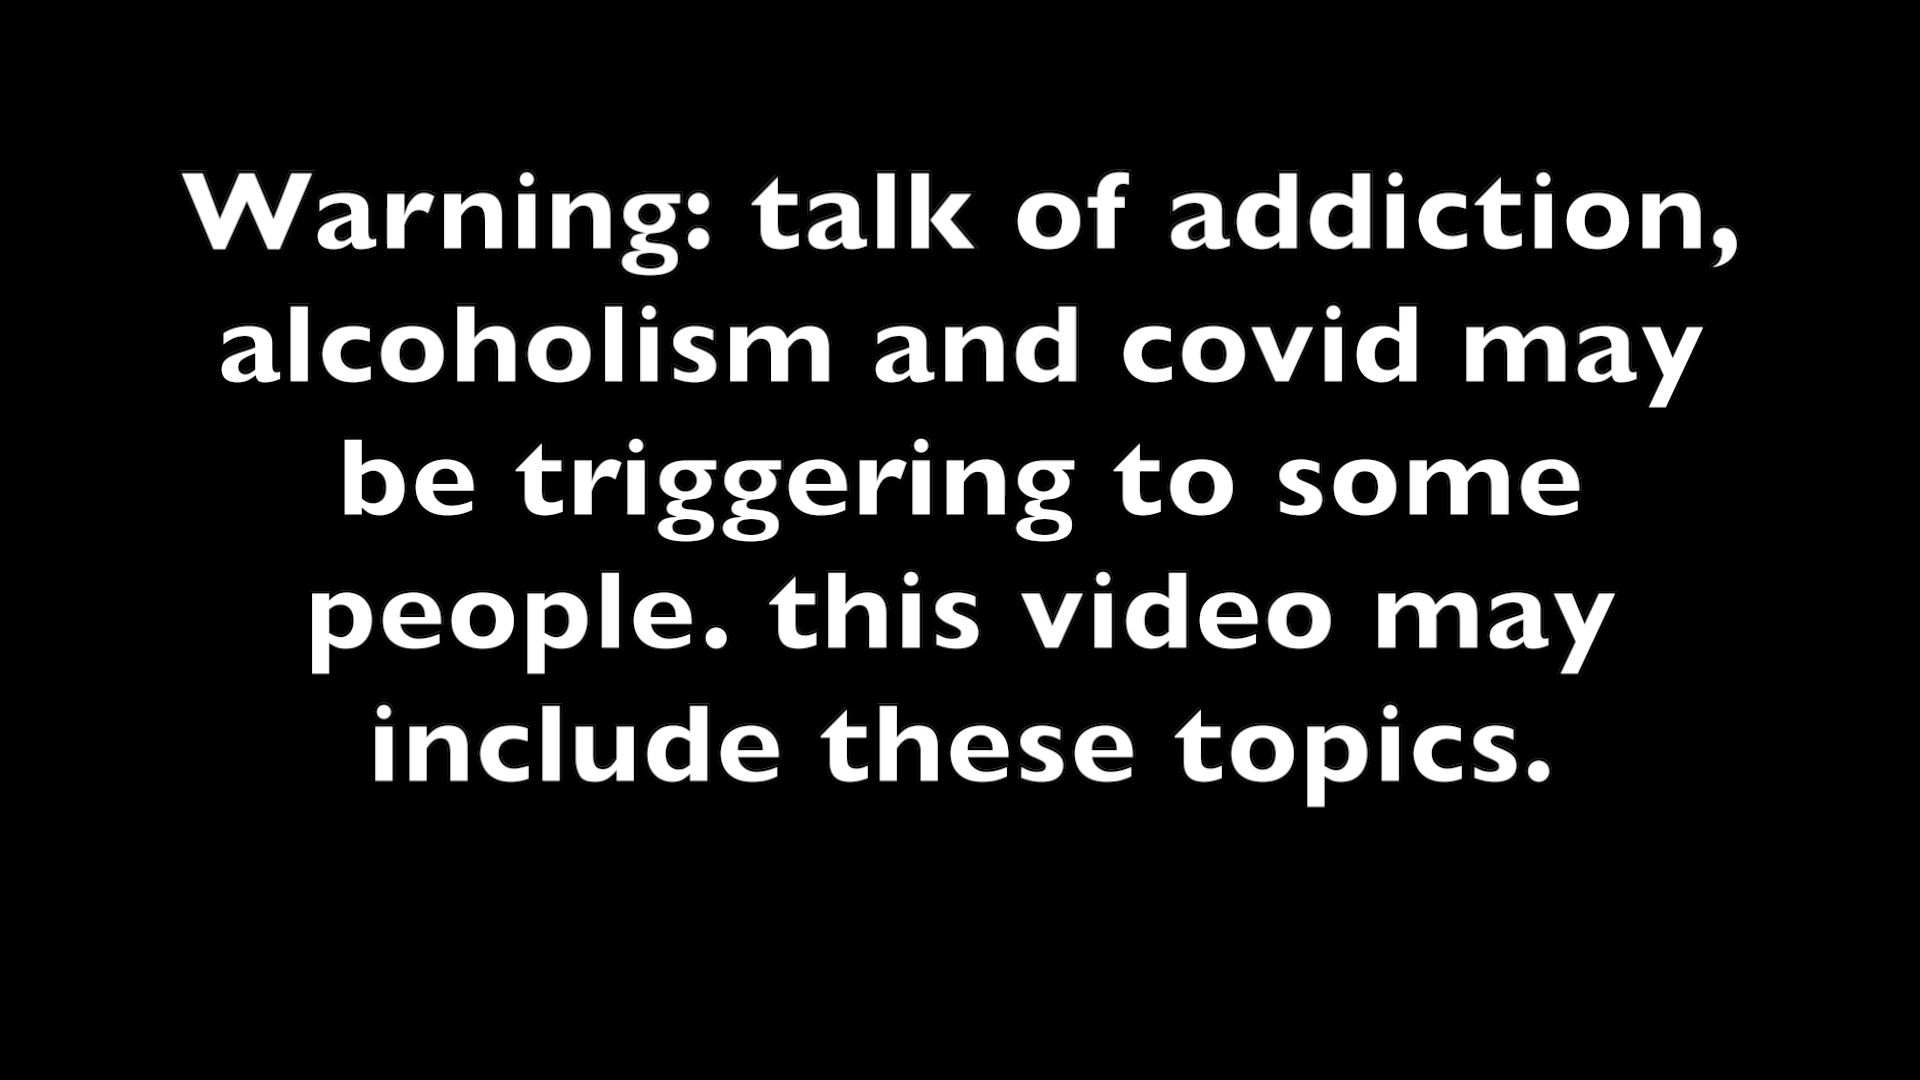 Warning: talk of addiction,
alcoholism and covid may
be triggering to some
people. this video may
include these topics.